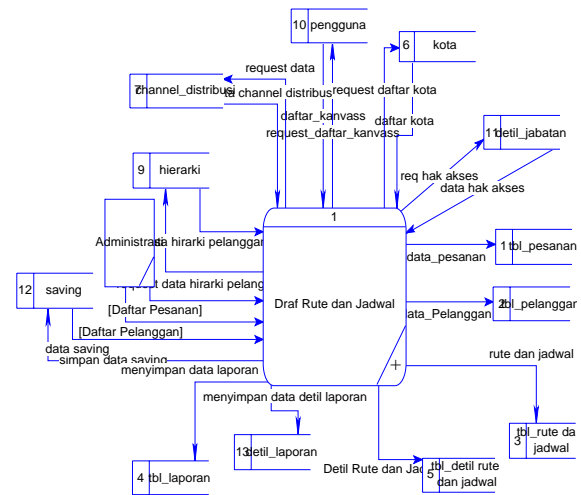 10 pengguna
6 kota
request data
7 channel_distribusi
ta channel distribus
request daftar kota
daftar_kanvass
daftar kota
request_daftar_kanvass
11 detil_jabatan
req hak akses
data hak akses
9 hierarki
1
Administrasi
a hirarki pelanggan
data_pesanan
1 tbl_pesanan
data hirarki pelang
12 saving
[Daftar Pesanan]
Draf Rute dan Jadwal
ata_Pelanggan
2 tbl_pelanggan
[Daftar Pelanggan]
data saving
simpan data saving
menyimpan data laporan
+
rute dan jadwal
menyimpan data detil laporan
3 tbl_rute da
jadwal
13 detil_laporan
4 tbl_laporan
Detil Rute dan Jad
5 tbl_detil rute
dan jadwal